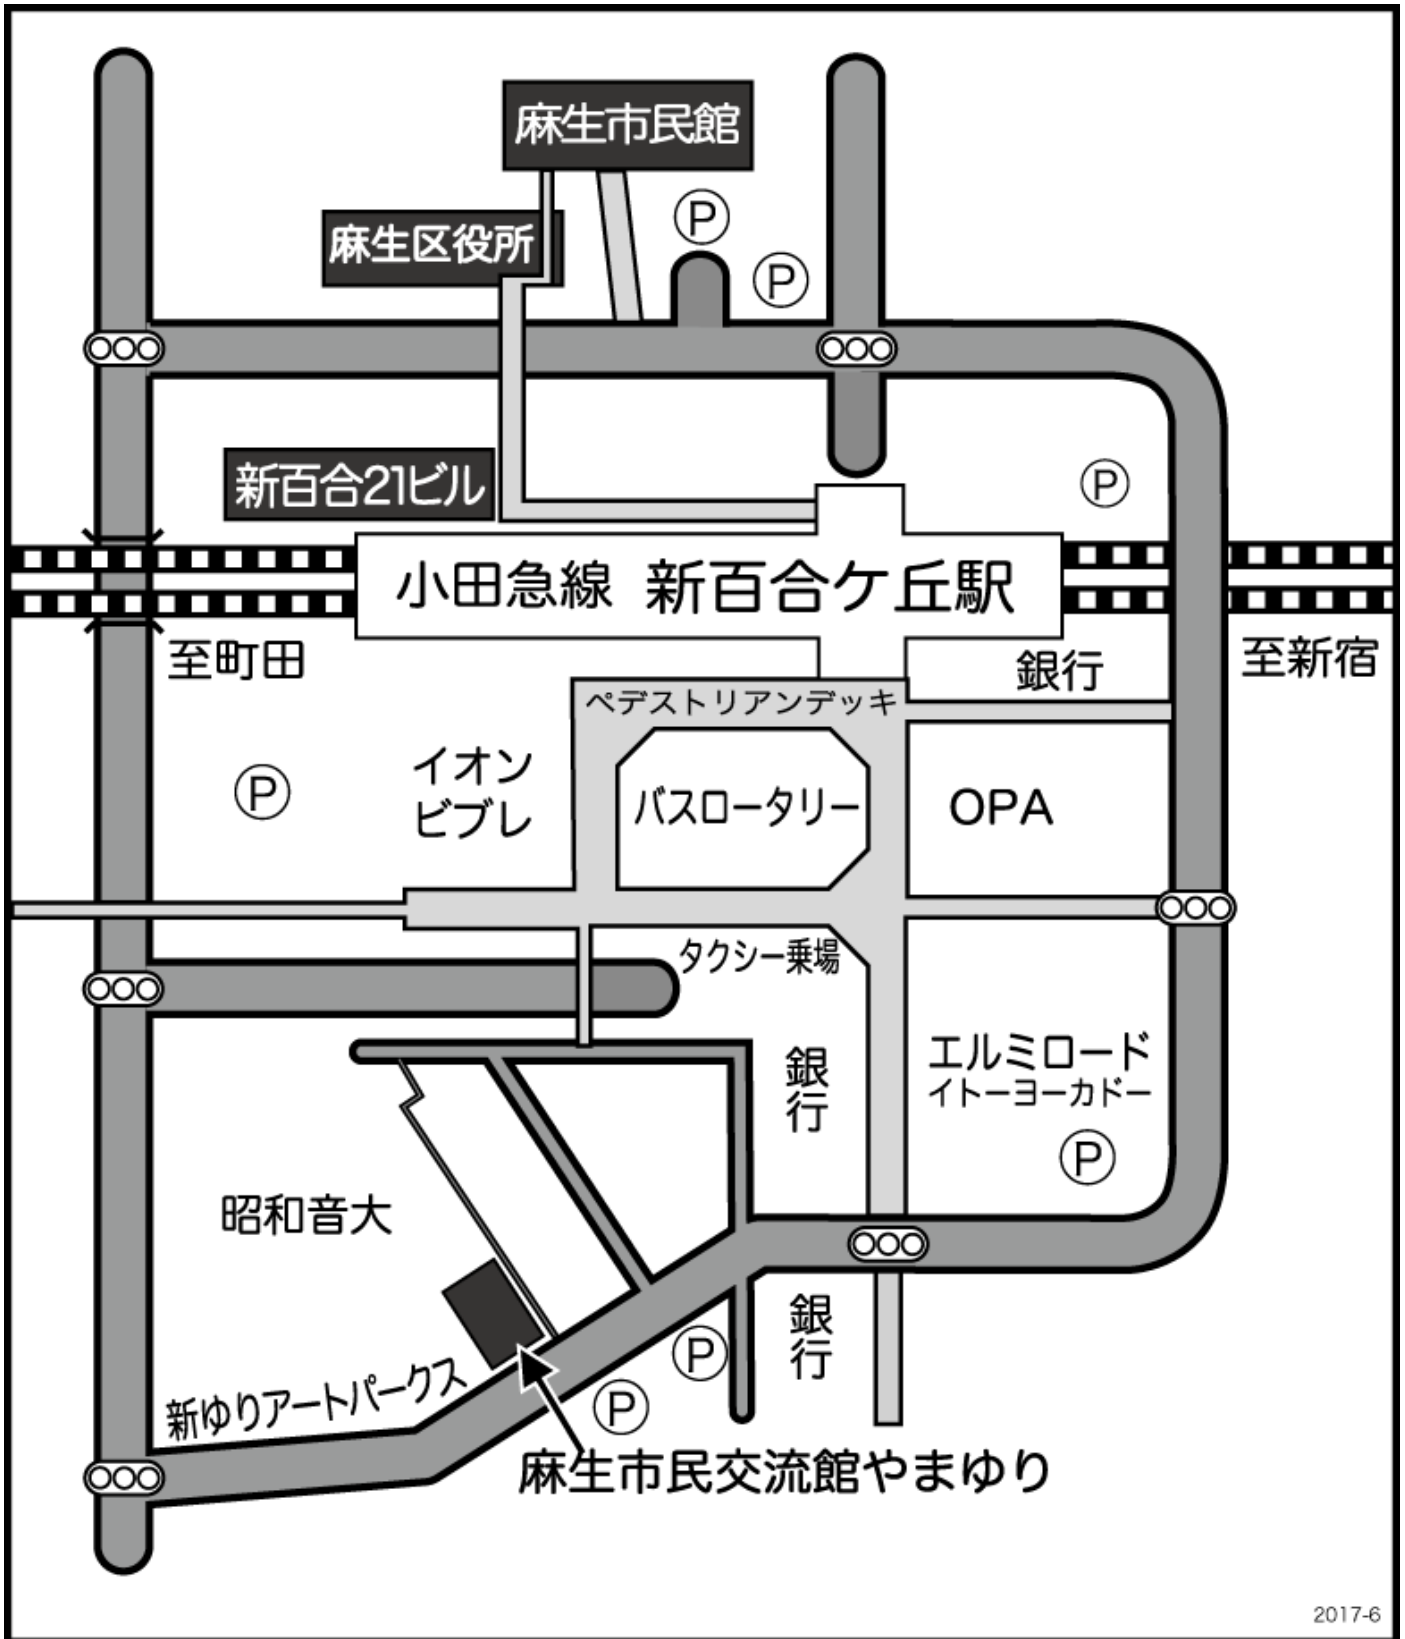 麻生市民館
P
麻生区役所
P
新百合21ビル
P
小田急線 新百合ケ丘駅
至町田
銀行
至新宿
ペデストリアンデッキ
イオン
ビブレ
P
バスロータリー
OPA
タクシー乗場
銀行
エルミロード
イトーヨーカドー
P
昭和音大
銀行
P
新ゆりアートパークス
P
麻生市民交流館やまゆり
2017-6